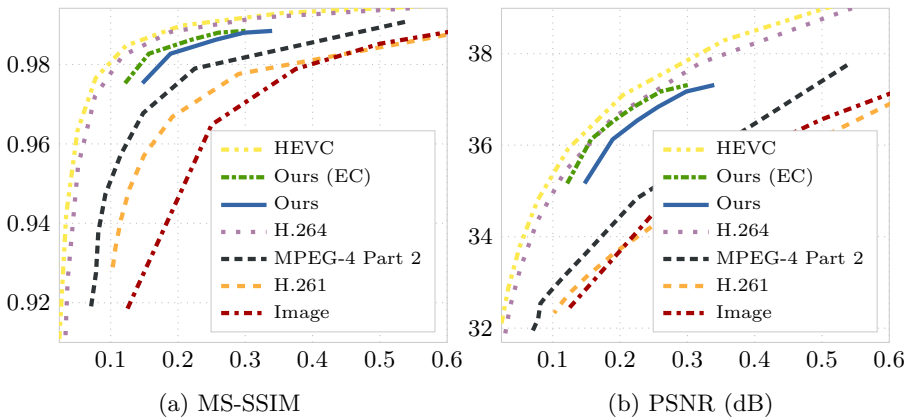 0.98
0.96
0.94
0.92
HEVC
Ours (EC)
Ours
H.264
MPEG-4 Part 2
H.261
Image
0.1 0.2 0.3 0.4 0.5 0.6
(a) MS-SSIM
38
36
34
32
HEVC
Ours (EC)
Ours
H.264
MPEG-4 Part 2
H.261
Image
0.1 0.2 0.3 0.4 0.5 0.6
(b) PSNR (dB)